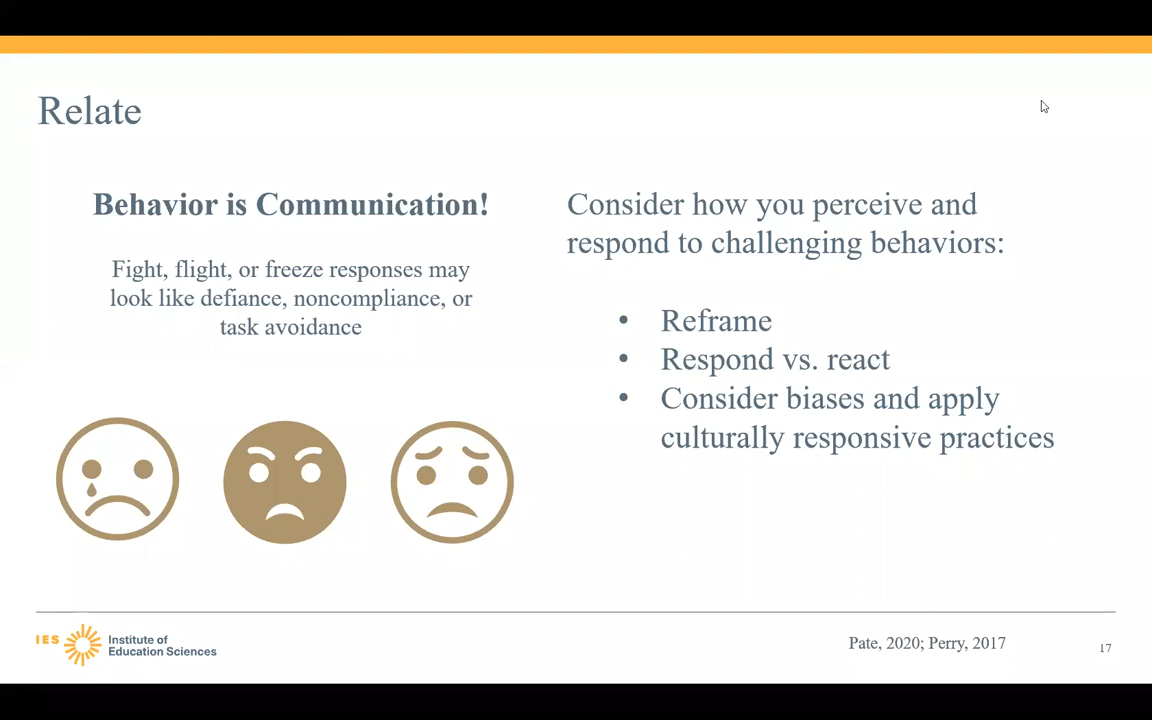 Relate
Behavior is Communication!
Fight, flight, or freeze responses may
look like defiance, noncompliance, or
task avoidance
Consider how you perceive and
respond to challenging behaviors:
• Reframe
• Respond vs. react
• Consider biases and apply
culturally responsive practices
IES
Institute of
Education Sciences
Pate, 2020; Perry, 2017
17